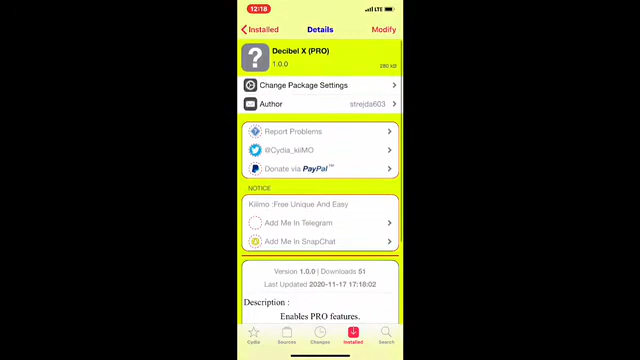 12:18
LTE
Installed
Details
Modify
Decibel X (PRO)
1.0.0
280 kB
Change Package Settings
Author
strejda603
Report Problems
@Cydia_kiiMO
Donate via PayPal™
NOTICE
Kiiimo :Free Unique And Easy
Add Me In Telegram
Add Me In SnapChat
Version 1.0.0 | Downloads 51
Last Updated 2020-11-17 17:18:02
Description :
Enables PRO features.
Cydia
Sources
Changes
Installed
Search